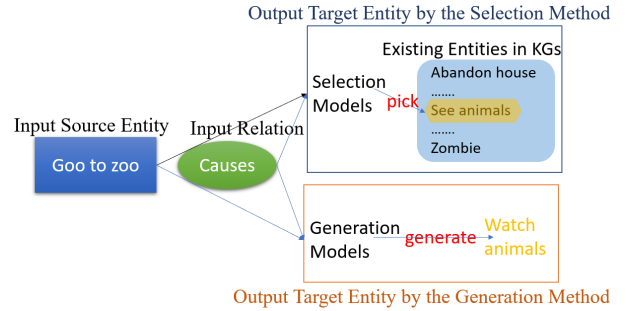 Output Target Entity by the Selection Method
Existing Entities in KGs
Abandon house
.......
See animals
.......
Zombie
Selection
Models
pick
Input Source Entity
Input Relation
Goo to zoo
Causes
Generation
Models
generate
Watch
animals
Output Target Entity by the Generation Method